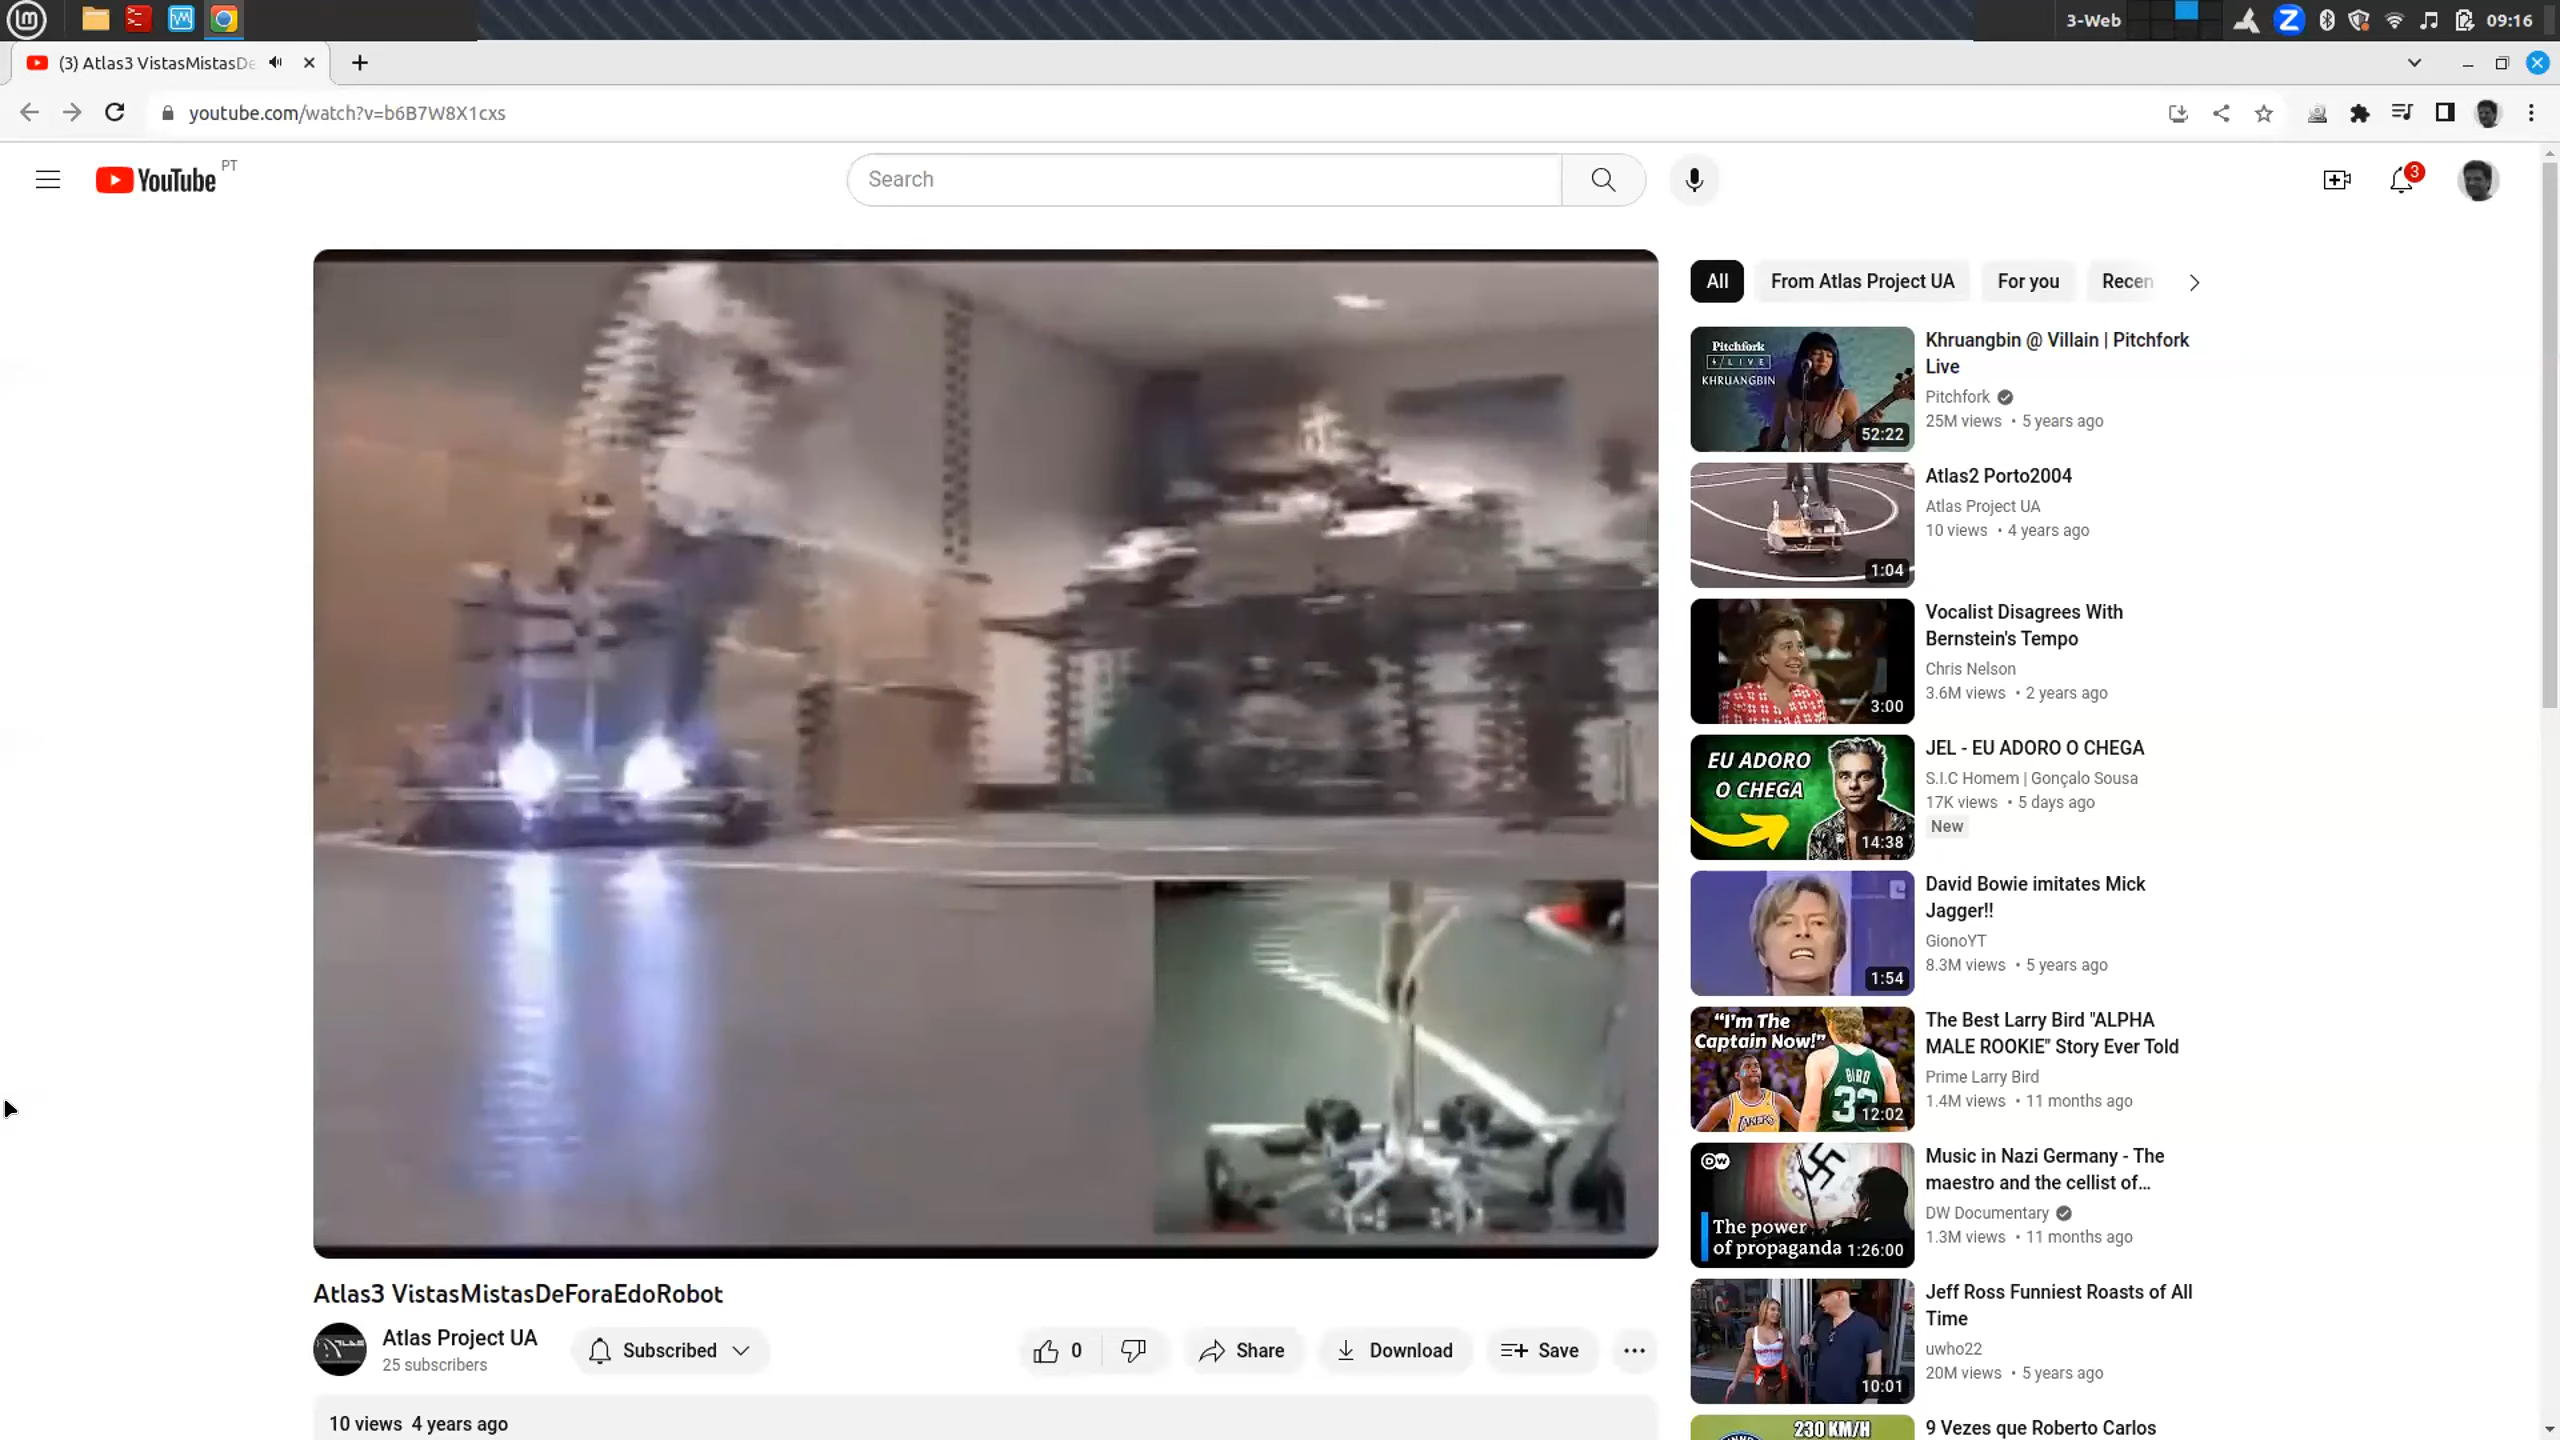 3-Web
09:16
(3) Atlas3 VistasMistasDe
youtube.com/watch?v=b6B7W8X1cxs
YouTube PT
Search
3
All
From Atlas Project UA
For you
Recen
Pitchfork
LIVE
KHRUANGBIN
52:22
Khruangbin @ Villain | Pitchfork
Live
Pitchfork
25M views • 5 years ago
1:04
Atlas2 Porto2004
Atlas Project UA
10 views • 4 years ago
3:00
Vocalist Disagrees With
Bernstein's Tempo
Chris Nelson
3.6M views • 2 years ago
EU ADORO
O CHEGA
14:38
JEL - EU ADORO O CHEGA
S.I.C Homem | Gonçalo Sousa
17K views • 5 days ago
New
1:54
David Bowie imitates Mick
Jagger!!
GionoYT
8.3M views • 5 years ago
“I'm The
Captain Now!”
BIRD
33
LAKERS
12:02
The Best Larry Bird "ALPHA
MALE ROOKIE" Story Ever Told
Prime Larry Bird
1.4M views • 11 months ago
DW
The power
of propaganda
1:26:00
Music in Nazi Germany - The
maestro and the cellist of...
DW Documentary
1.3M views • 11 months ago
10:01
Jeff Ross Funniest Roasts of All
Time
uwho22
20M views • 5 years ago
230 KM/H
9 Vezes que Roberto Carlos
Atlas3 VistasMistasDeForaEdoRobot
Atlas Project UA
25 subscribers
Subscribed
0
Share
Download
Save
10 views 4 years ago